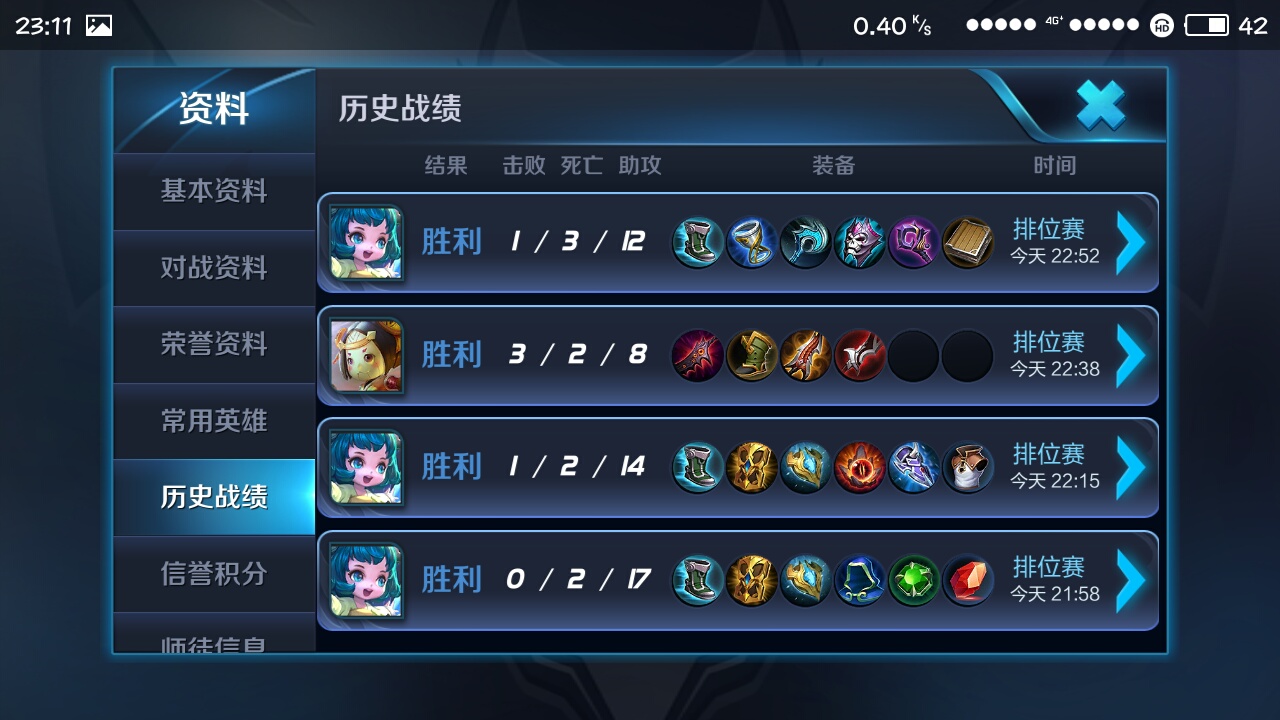 23:11 0.40 K/s 4G+ HD 42
资料
历史战绩
结果 击败 死亡 助攻 装备 时间
基本资料
对战资料
荣誉资料
常用英雄
历史战绩
信誉积分
师徒信息
胜利 1 / 3 / 12 排位赛
今天 22:52
胜利 3 / 2 / 8 排位赛
今天 22:38
胜利 1 / 2 / 14 排位赛
今天 22:15
胜利 0 / 2 / 17 排位赛
今天 21:58